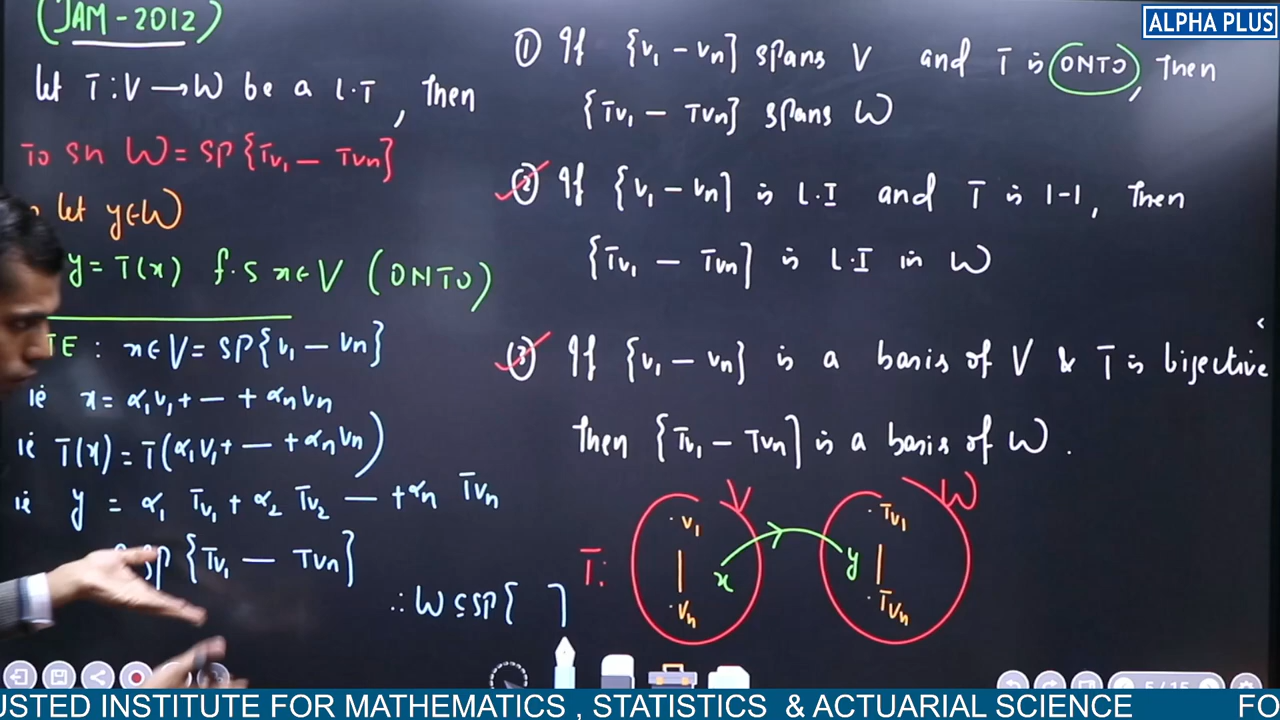 ALPHA PLUS
(JAM-2012)
let T:V→W be a L.T, then
To sh W = Sp{Tv₁ — Tvₙ}
let y∈W
y = T(x) f.s x∈V (ONTO)
TE: x∈V = SP{v₁ — vₙ}
ie x = α₁v₁ + — + αₙvₙ
ie T(x) = T(α₁v₁ + — + αₙvₙ)
ie y = α₁ Tv₁ + α₂ Tv₂ — + αₙ Tvₙ
SP{Tv₁ — Tvₙ}
∴ W ⊆ SP{ }
① If {v₁ - vₙ} spans V and T is ONTO, Then
{Tv₁ — Tvₙ} spans W
② If {v₁ - vₙ} is L.I and T is 1-1, Then
{Tv₁ — Tvₙ} is L.I in W
③ If {v₁ - vₙ} is a basis of V & T is bijective
Then {Tv₁ - Tvₙ} is a basis of W.
T:
V
W
v₁
Tv₁
x
y
vₙ
Tvₙ
5/15
USTED INSTITUTE FOR MATHEMATICS , STATISTICS & ACTUARIAL SCIENCE FO